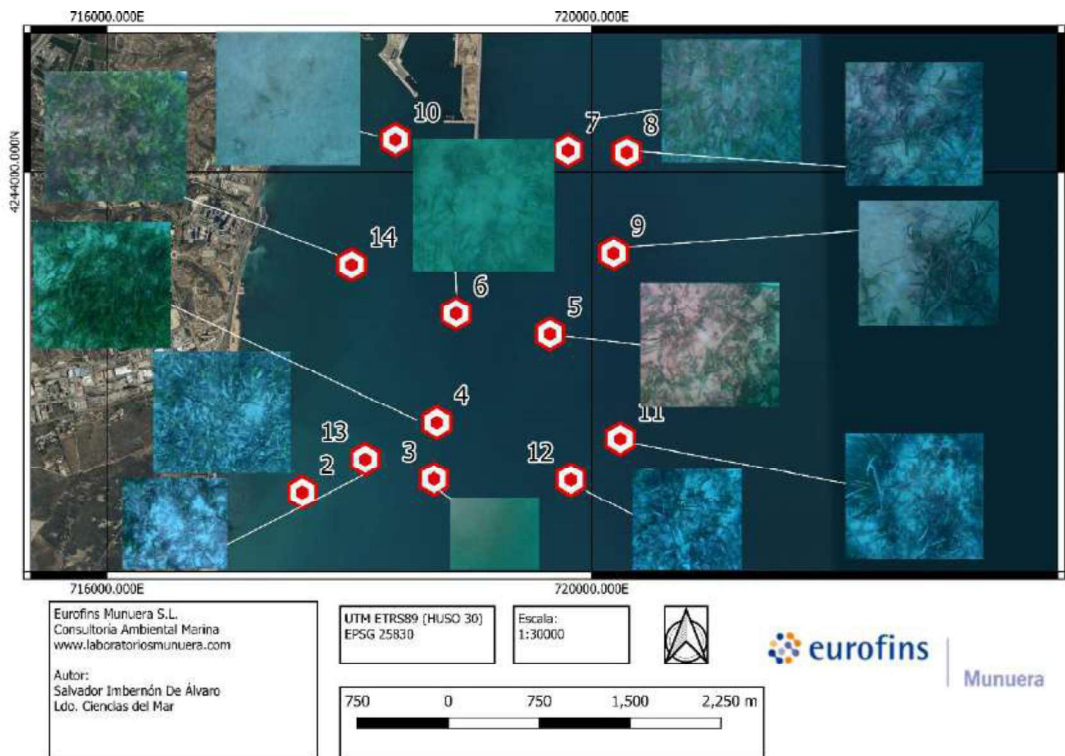 716000.000E
720000.000E
4244000.000N
10
7
8
14
9
6
5
4
11
13
3
12
2
716000.000E
720000.000E
Eurofins Munuera S.L.
Consultoría Ambiental Marina
www.laboratoriosmunuera.com
Autor:
Salvador Imbernón De Álvaro
Ldo. Ciencias del Mar
UTM ETRS89 (HUSO 30)
EPSG 25830
Escala:
1:30000
750 0 750 1,500 2,250 m
eurofins
Munuera